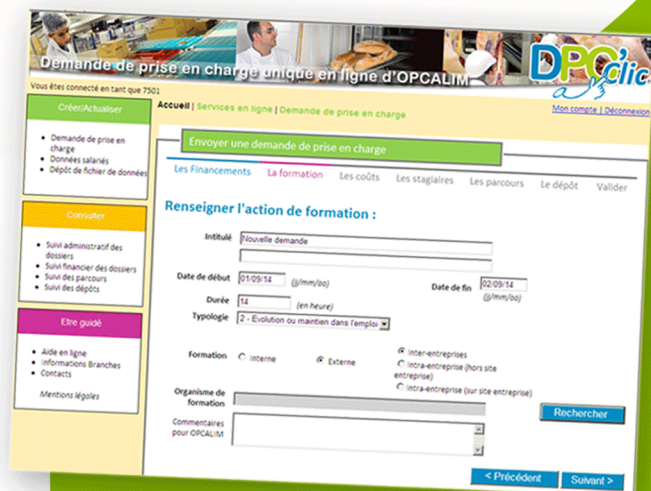 Demande de prise en charge unique en ligne d'OPCALIM
DPC'clic
Vous êtes connecté en tant que 7501
Accueil | Services en ligne | Demande de prise en charge
Mon compte | Déconnexion
Créer/Actualiser
Demande de prise en
charge
Données salariés
Dépôt de fichier de données
Consulter
Suivi administratif des
dossiers
Suivi financier des dossiers
Suivi des parcours
Suivi des dépôts
Etre guidé
Aide en ligne
Informations Branches
Contacts
Mentions légales
Envoyer une demande de prise en charge
Les Financements La formation Les coûts Les stagiaires Les parcours Le dépôt Valider
Renseigner l'action de formation :
Intitulé Nouvelle demande
Date de début 01/09/14 (jj/mm/aa) Date de fin 02/09/14 (jj/mm/aa)
Durée 14 (en heure)
Typologie 2 - Evolution ou maintien dans l'emploi
Formation Interne Externe Inter-entreprises
Intra-entreprise (hors site
entreprise)
Intra-entreprise (sur site entreprise)
Organisme de
formation
Rechercher
Commentaires
pour OPCALIM
< Précédent Suivant >